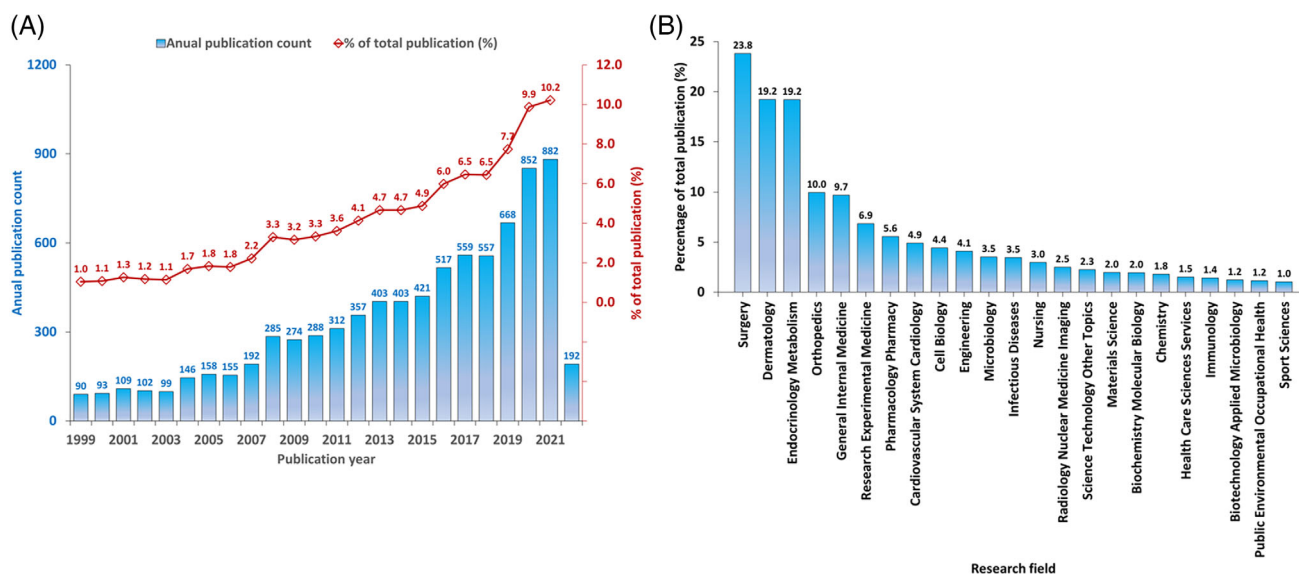 (A)
Anual publication count
% of total publication (%)
1200
900
600
300
0
Anual publication count
12.0
10.0
8.0
6.0
4.0
2.0
0.0
% of total publication (%)
1.0 1.1 1.3 1.2 1.1 1.7 1.8 1.8 2.2 3.3 3.2 3.3 3.6 4.1 4.7 4.7 4.9 6.0 6.5 6.5 7.7 9.9 10.2
90 93 109 102 99 146 158 155 192 285 274 288 312 357 403 403 421 517 559 557 668 852 882 192
1999 2001 2003 2005 2007 2009 2011 2013 2015 2017 2019 2021
Publication year
(B)
Percentage of total publication (%)
25
20
15
10
5
0
23.8 19.2 19.2 10.0 9.7 6.9 5.6 4.9 4.4 4.1 3.5 3.5 3.0 2.5 2.3 2.0 2.0 1.8 1.5 1.4 1.2 1.2 1.0
Surgery
Dermatology
Endocrinology Metabolism
Orthopedics
General Internal Medicine
Research Experimental Medicine
Pharmacology Pharmacy
Cardiovascular System Cardiology
Cell Biology
Engineering
Microbiology
Infectious Diseases
Nursing
Radiology Nuclear Medicine Imaging
Science Technology Other Topics
Materials Science
Biochemistry Molecular Biology
Chemistry
Health Care Sciences Services
Immunology
Biotechnology Applied Microbiology
Public Environmental Occupational Health
Sport Sciences
Research field